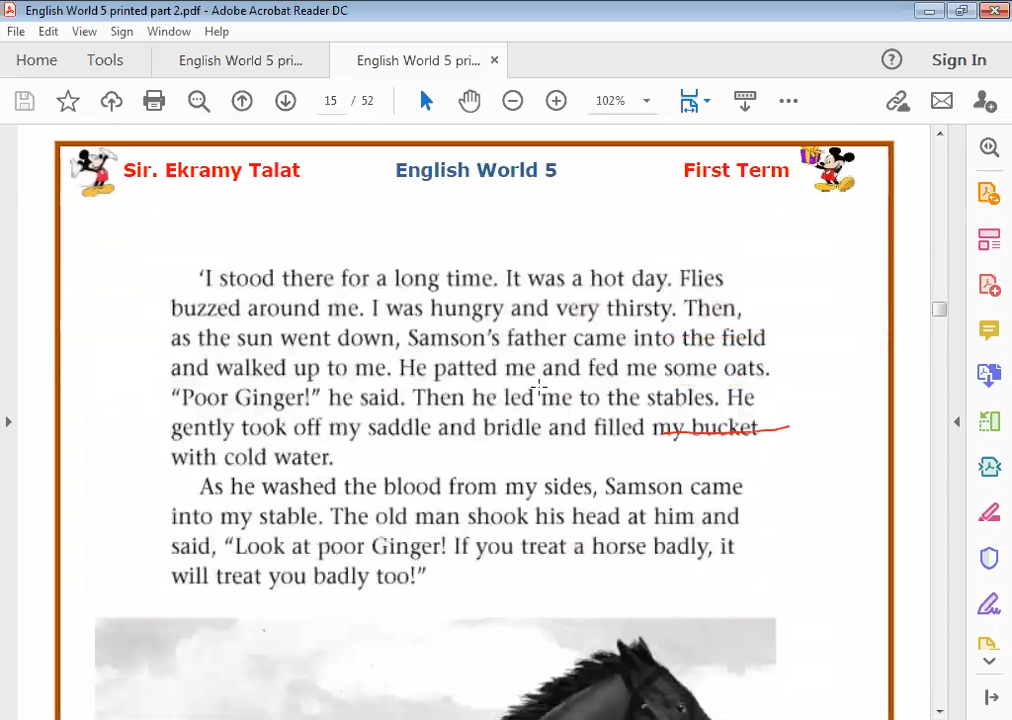 English World 5 printed part 2.pdf - Adobe Acrobat Reader DC
File Edit View Sign Window Help
Home Tools English World 5 pri... English World 5 pri... × Sign In
15 / 52 102%
Sir. Ekramy Talat English World 5 First Term
‘I stood there for a long time. It was a hot day. Flies
buzzed around me. I was hungry and very thirsty. Then,
as the sun went down, Samson’s father came into the field
and walked up to me. He patted me and fed me some oats.
“Poor Ginger!” he said. Then he led me to the stables. He
gently took off my saddle and bridle and filled my bucket
with cold water.
As he washed the blood from my sides, Samson came
into my stable. The old man shook his head at him and
said, “Look at poor Ginger! If you treat a horse badly, it
will treat you badly too!”